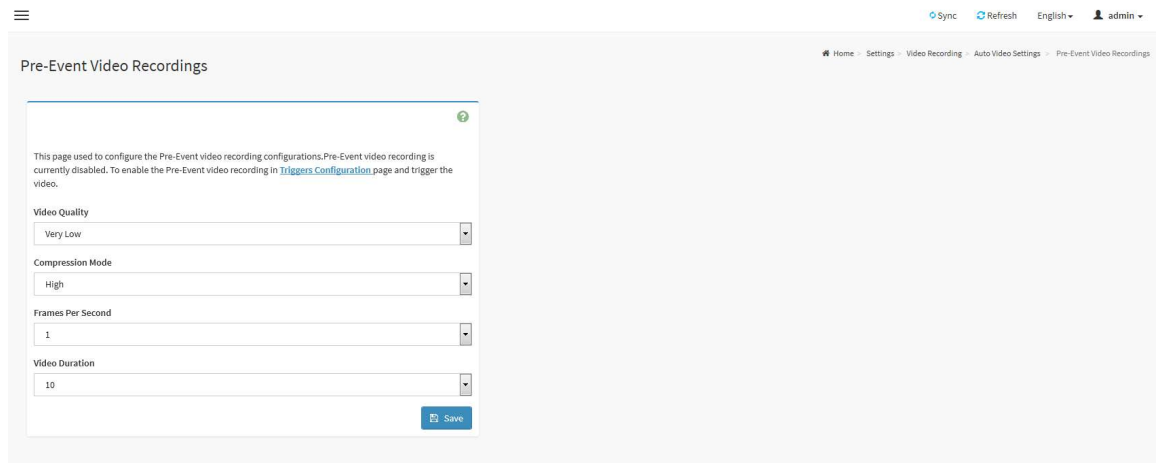 Sync Refresh English admin
Home > Settings > Video Recording > Auto Video Settings > Pre-Event Video Recordings
Pre-Event Video Recordings
This page used to configure the Pre-Event video recording configurations.Pre-Event video recording is
currently disabled. To enable the Pre-Event video recording in Triggers Configuration page and trigger the
video.
Video Quality
Very Low
Compression Mode
High
Frames Per Second
1
Video Duration
10
Save